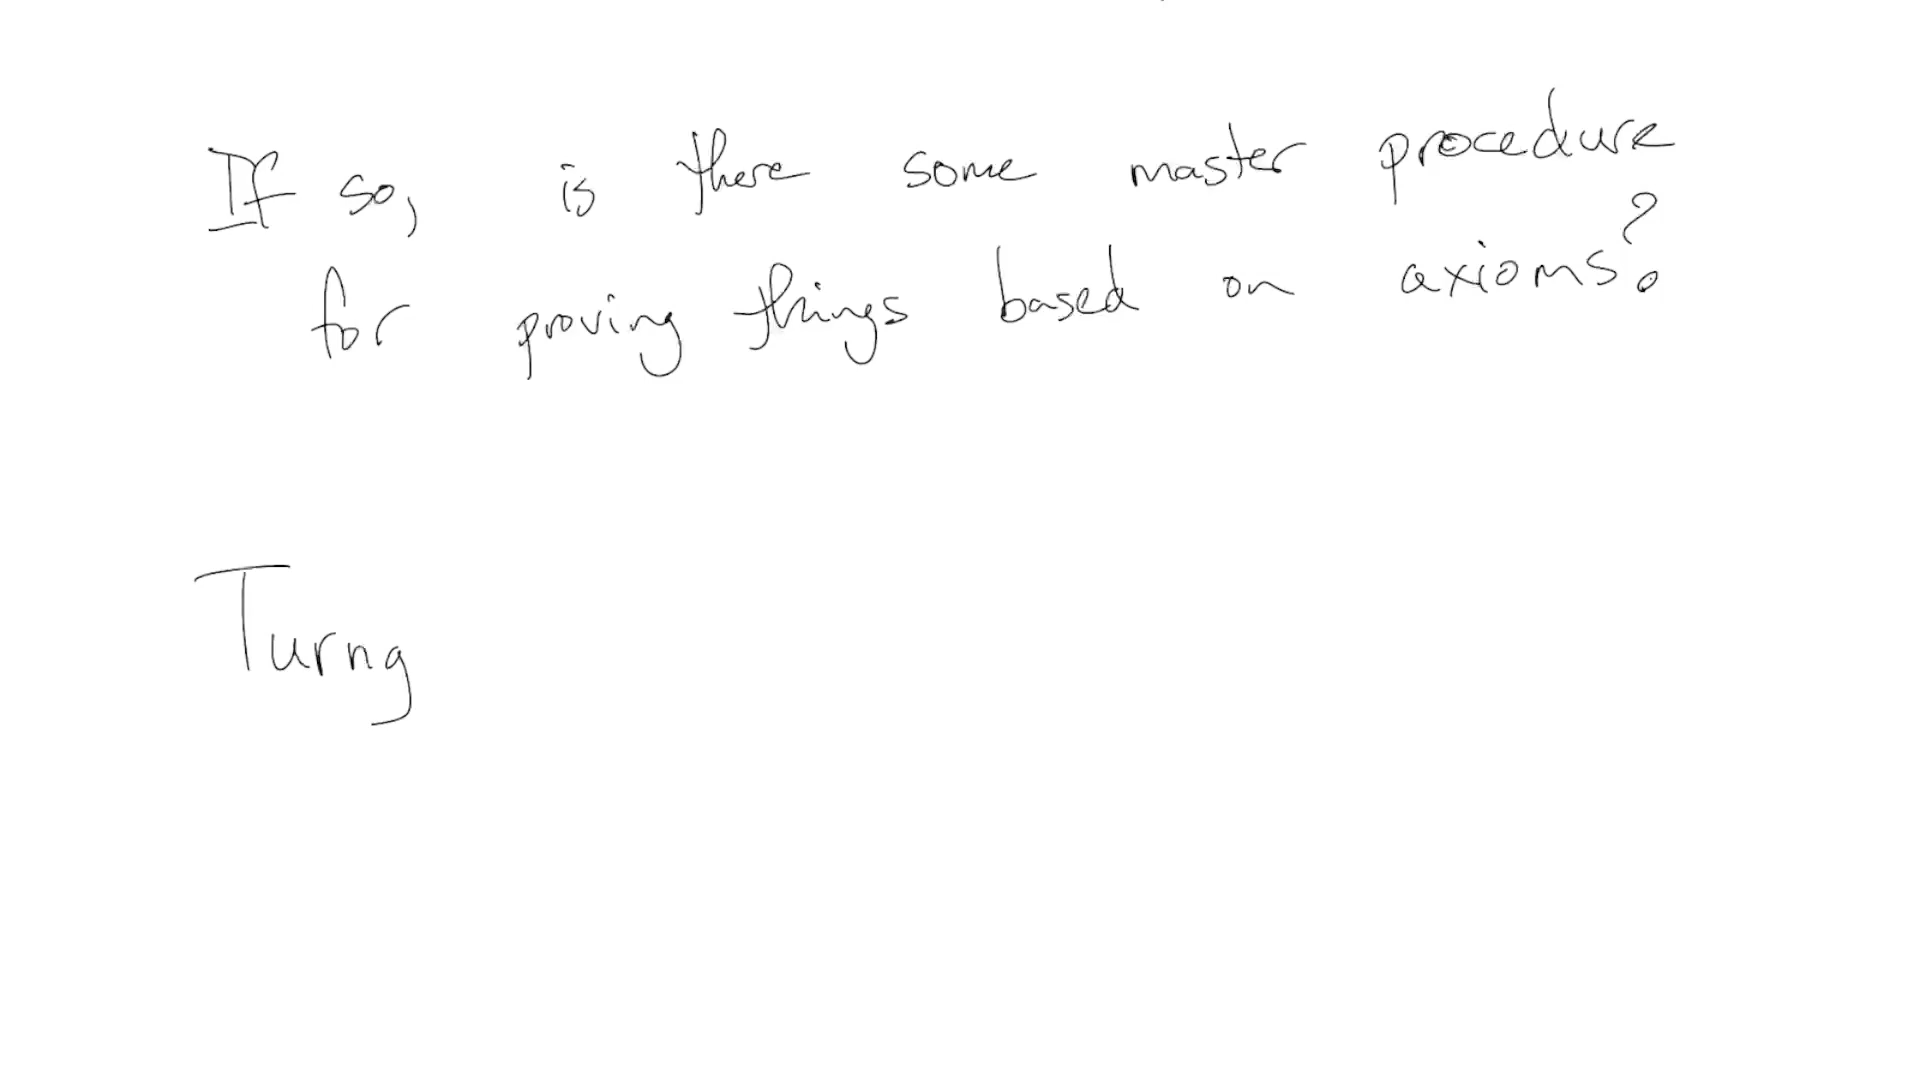 If so, is there some master procedure
for proving things based on axioms?
Turng